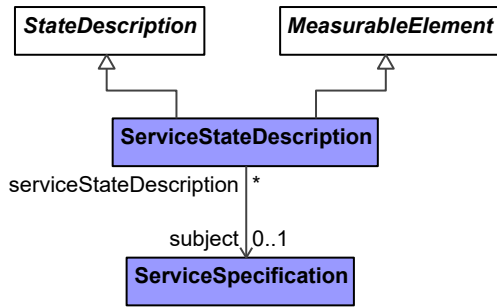 StateDescription
MeasurableElement
ServiceStateDescription
serviceStateDescription *
subject 0..1
ServiceSpecification